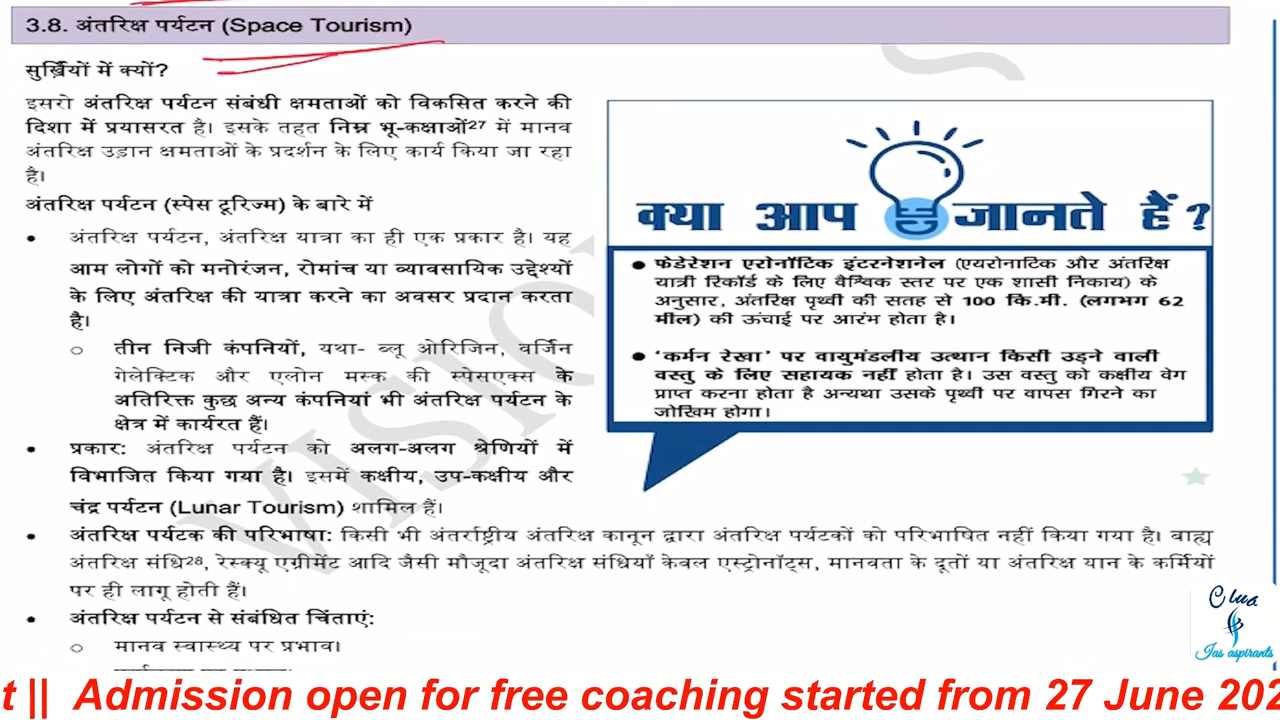 3.8. अंतरिक्ष पर्यटन (Space Tourism)
सुर्ख़ियों में क्यों?
इसरो अंतरिक्ष पर्यटन संबंधी क्षमताओं को विकसित करने की
दिशा में प्रयासरत है। इसके तहत निम्न भू-कक्षाओं27 में मानव
अंतरिक्ष उड़ान क्षमताओं के प्रदर्शन के लिए कार्य किया जा रहा
है।
अंतरिक्ष पर्यटन (स्पेस टूरिज्म) के बारे में
• अंतरिक्ष पर्यटन, अंतरिक्ष यात्रा का ही एक प्रकार है। यह
आम लोगों को मनोरंजन, रोमांच या व्यावसायिक उद्देश्यों
के लिए अंतरिक्ष की यात्रा करने का अवसर प्रदान करता
है।
○ तीन निजी कंपनियों, यथा- ब्लू ओरिजिन, वर्जिन
गेलेक्टिक और एलोन मस्क की स्पेसएक्स के
अतिरिक्त कुछ अन्य कंपनियां भी अंतरिक्ष पर्यटन के
क्षेत्र में कार्यरत हैं।
• प्रकार: अंतरिक्ष पर्यटन को अलग-अलग श्रेणियों में
विभाजित किया गया है। इसमें कक्षीय, उप-कक्षीय और
चंद्र पर्यटन (Lunar Tourism) शामिल हैं।
क्या आप जानते हैं?
• फेडेरेशन एरोनॉटिक इंटरनेशनेल (एयरोनाटिक और अंतरिक्ष
यात्री रिकॉर्ड के लिए वैश्विक स्तर पर एक शासी निकाय) के
अनुसार, अंतरिक्ष पृथ्वी की सतह से 100 कि.मी. (लगभग 62
मील) की ऊंचाई पर आरंभ होता है।
• ‘कर्मन रेखा’ पर वायुमंडलीय उत्थान किसी उड़ने वाली
वस्तु के लिए सहायक नहीं होता है। उस वस्तु को कक्षीय वेग
प्राप्त करना होता है अन्यथा उसके पृथ्वी पर वापस गिरने का
जोखिम होगा।
• अंतरिक्ष पर्यटक की परिभाषा: किसी भी अंतर्राष्ट्रीय अंतरिक्ष कानून द्वारा अंतरिक्ष पर्यटकों को परिभाषित नहीं किया गया है। बाह्य
अंतरिक्ष संधि28, रेस्क्यू एग्रीमेंट आदि जैसी मौजूदा अंतरिक्ष संधियाँ केवल एस्ट्रोनॉट्स, मानवता के दूतों या अंतरिक्ष यान के कर्मियों
पर ही लागू होती हैं।
• अंतरिक्ष पर्यटन से संबंधित चिंताएं:
○ मानव स्वास्थ्य पर प्रभाव।
VISION
Ias aspirants
t || Admission open for free coaching started from 27 June 202